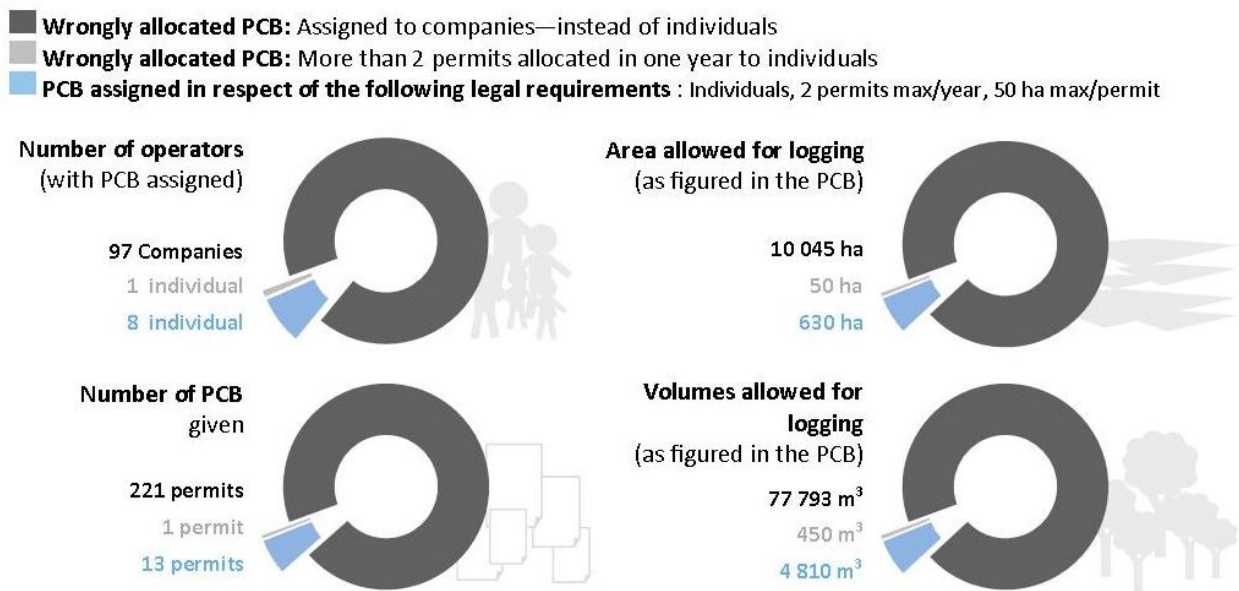 Wrongly allocated PCB: Assigned to companies—instead of individuals
Wrongly allocated PCB: More than 2 permits allocated in one year to individuals
PCB assigned in respect of the following legal requirements : Individuals, 2 permits max/year, 50 ha max/permit
Number of operators
(with PCB assigned)
97 Companies
1 individual
8 individual
Area allowed for logging
(as figured in the PCB)
10 045 ha
50 ha
630 ha
Number of PCB
given
221 permits
1 permit
13 permits
Volumes allowed for
logging
(as figured in the PCB)
77 793 m³
450 m³
4 810 m³